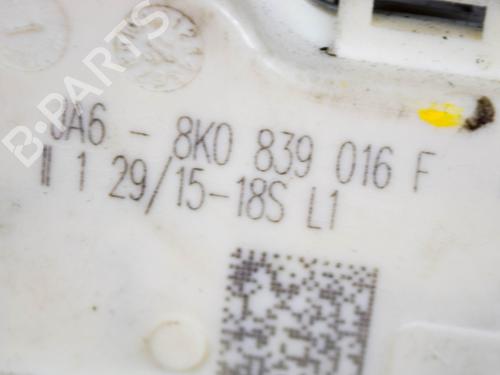 B-PARTS
JA6 - 8K0 839 016 F
II 1 29/15-18S L1